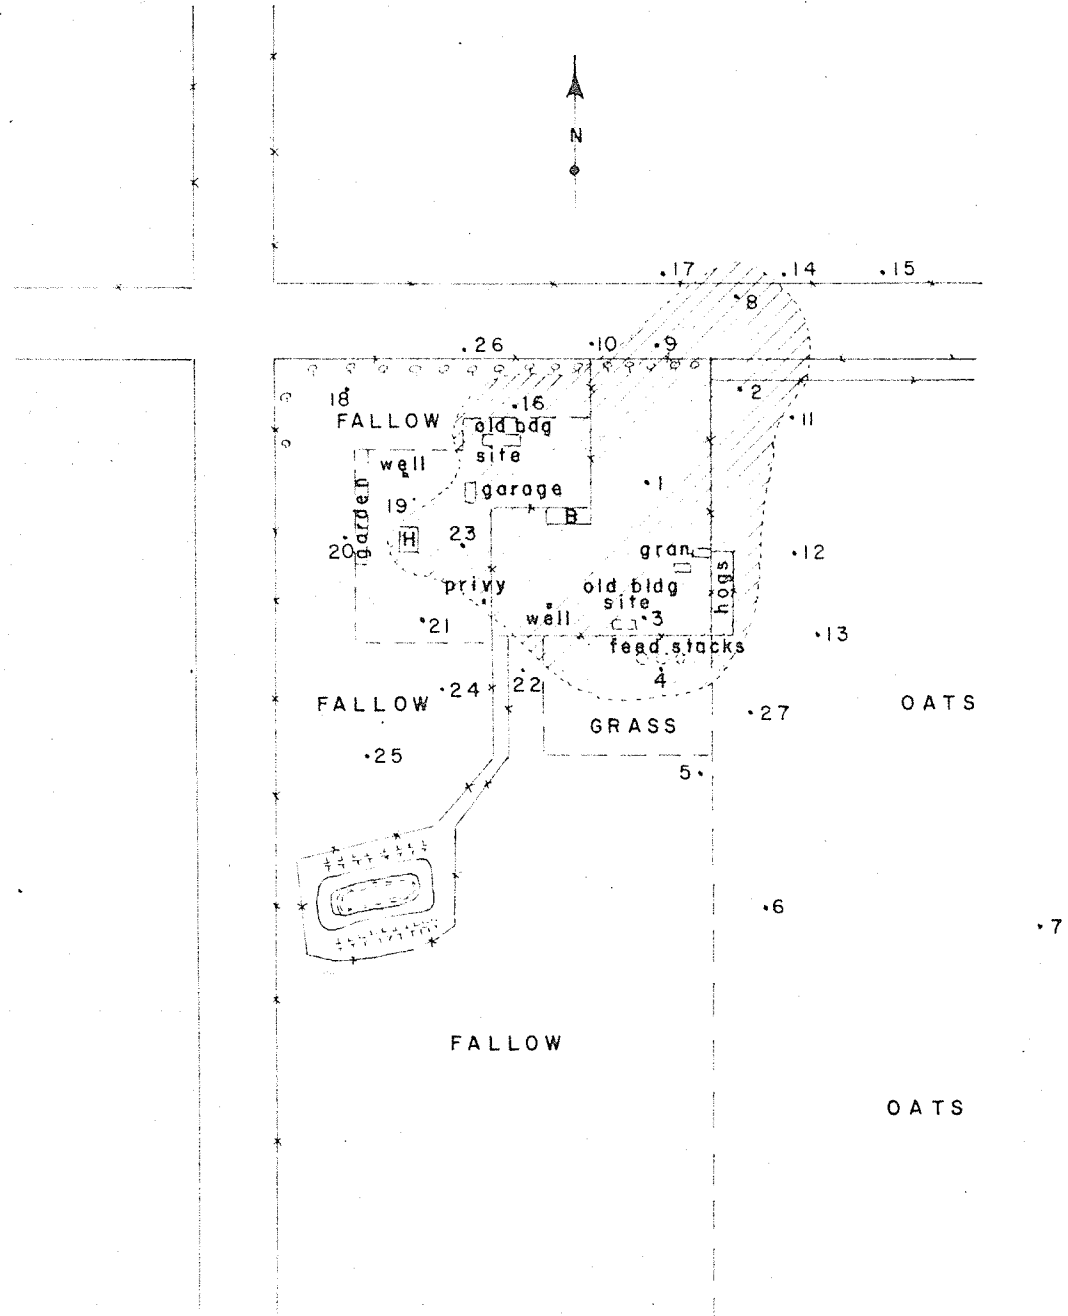 N
.17
.14
.15
.8
.26
.10
.9
18
.2
.16
.11
FALLOW
old bdg
site
well
.1
garden
garage
19
B
23
20
H
gran.
.12
privy
old bldg
site
hogs
well
.3
.21
.13
feed stacks
.24
22
4
FALLOW
.27
OATS
GRASS
.25
5.
.6
.7
FALLOW
OATS